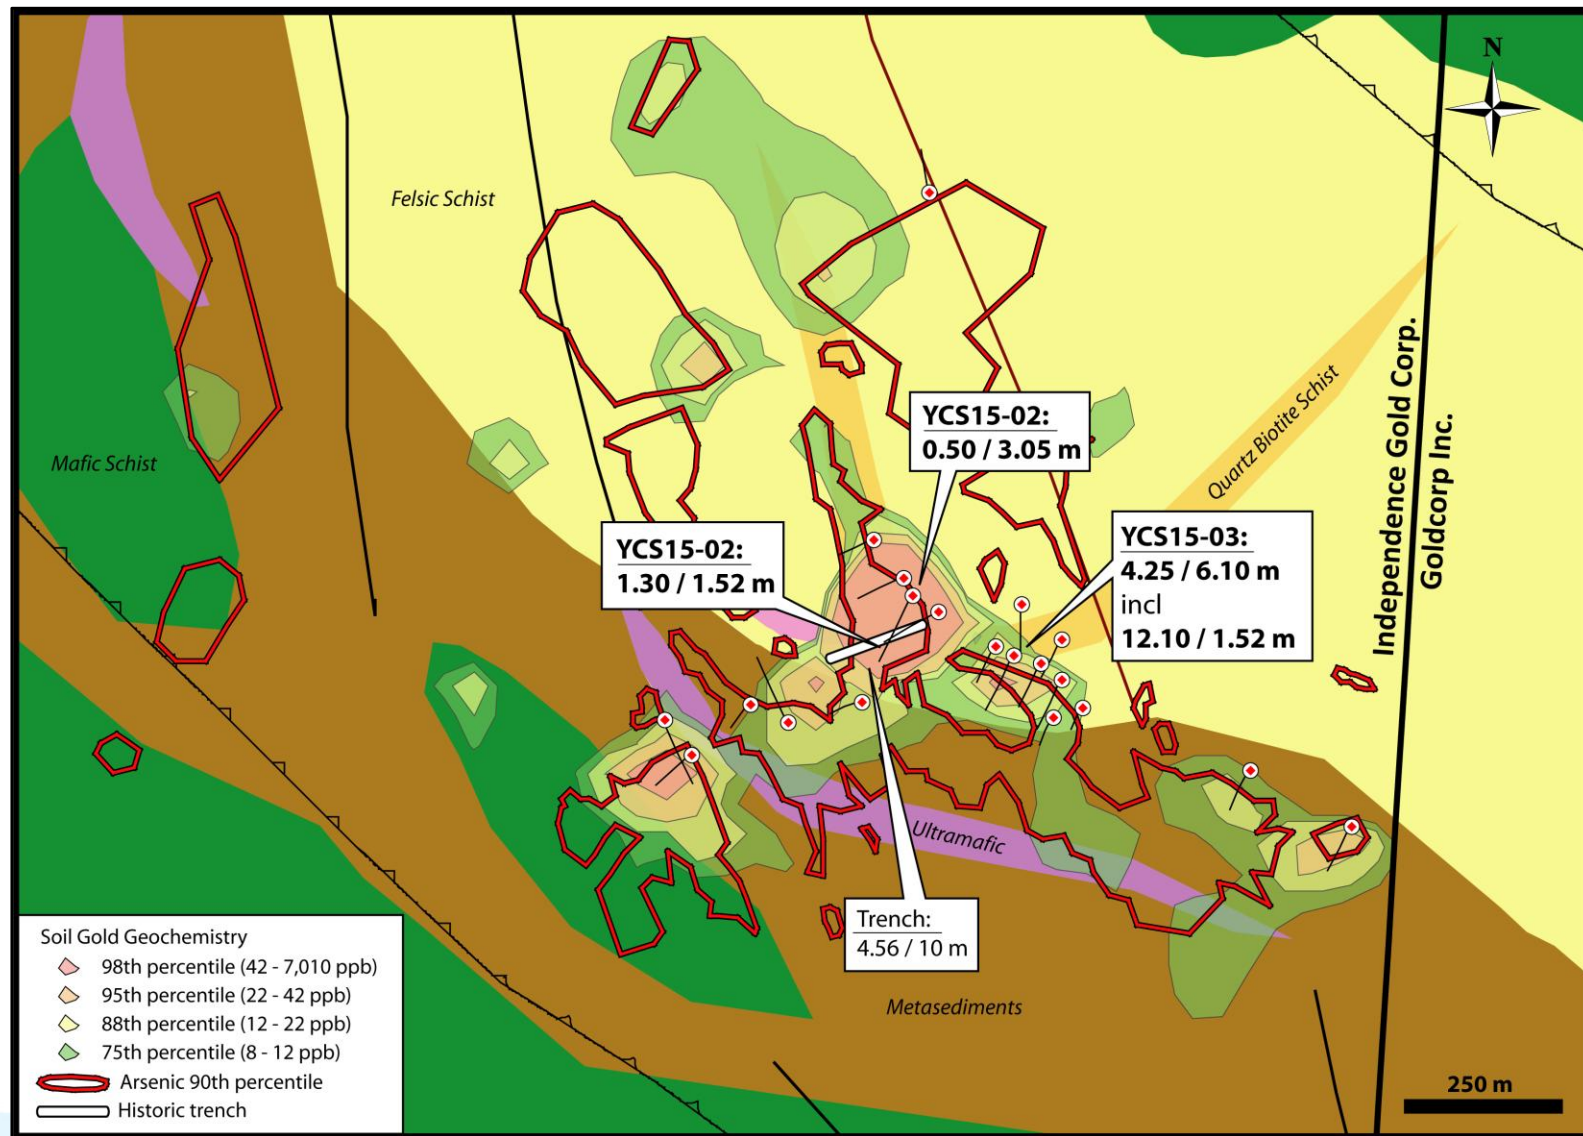 N
Felsic Schist
Mafic Schist
Quartz Biotite Schist
Independence Gold Corp.
Goldcorp Inc.
YCS15-02:
0.50 / 3.05 m
YCS15-02:
1.30 / 1.52 m
YCS15-03:
4.25 / 6.10 m
incl
12.10 / 1.52 m
Ultramafic
Trench:
4.56 / 10 m
Metasediments
Soil Gold Geochemistry
98th percentile (42 - 7,010 ppb)
95th percentile (22 - 42 ppb)
88th percentile (12 - 22 ppb)
75th percentile (8 - 12 ppb)
Arsenic 90th percentile
Historic trench
250 m